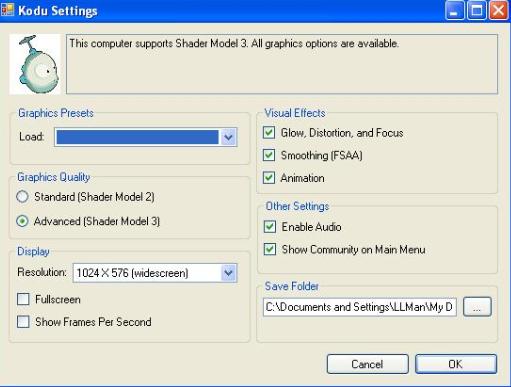 Kodu Settings
This computer supports Shader Model 3. All graphics options are available.
Graphics Presets
Load:
Graphics Quality
Standard (Shader Model 2)
Advanced (Shader Model 3)
Display
Resolution: 1024 X 576 (widescreen)
Fullscreen
Show Frames Per Second
Visual Effects
Glow, Distortion, and Focus
Smoothing (FSAA)
Animation
Other Settings
Enable Audio
Show Community on Main Menu
Save Folder
C:\Documents and Settings\LLMan\My D
...
Cancel
OK